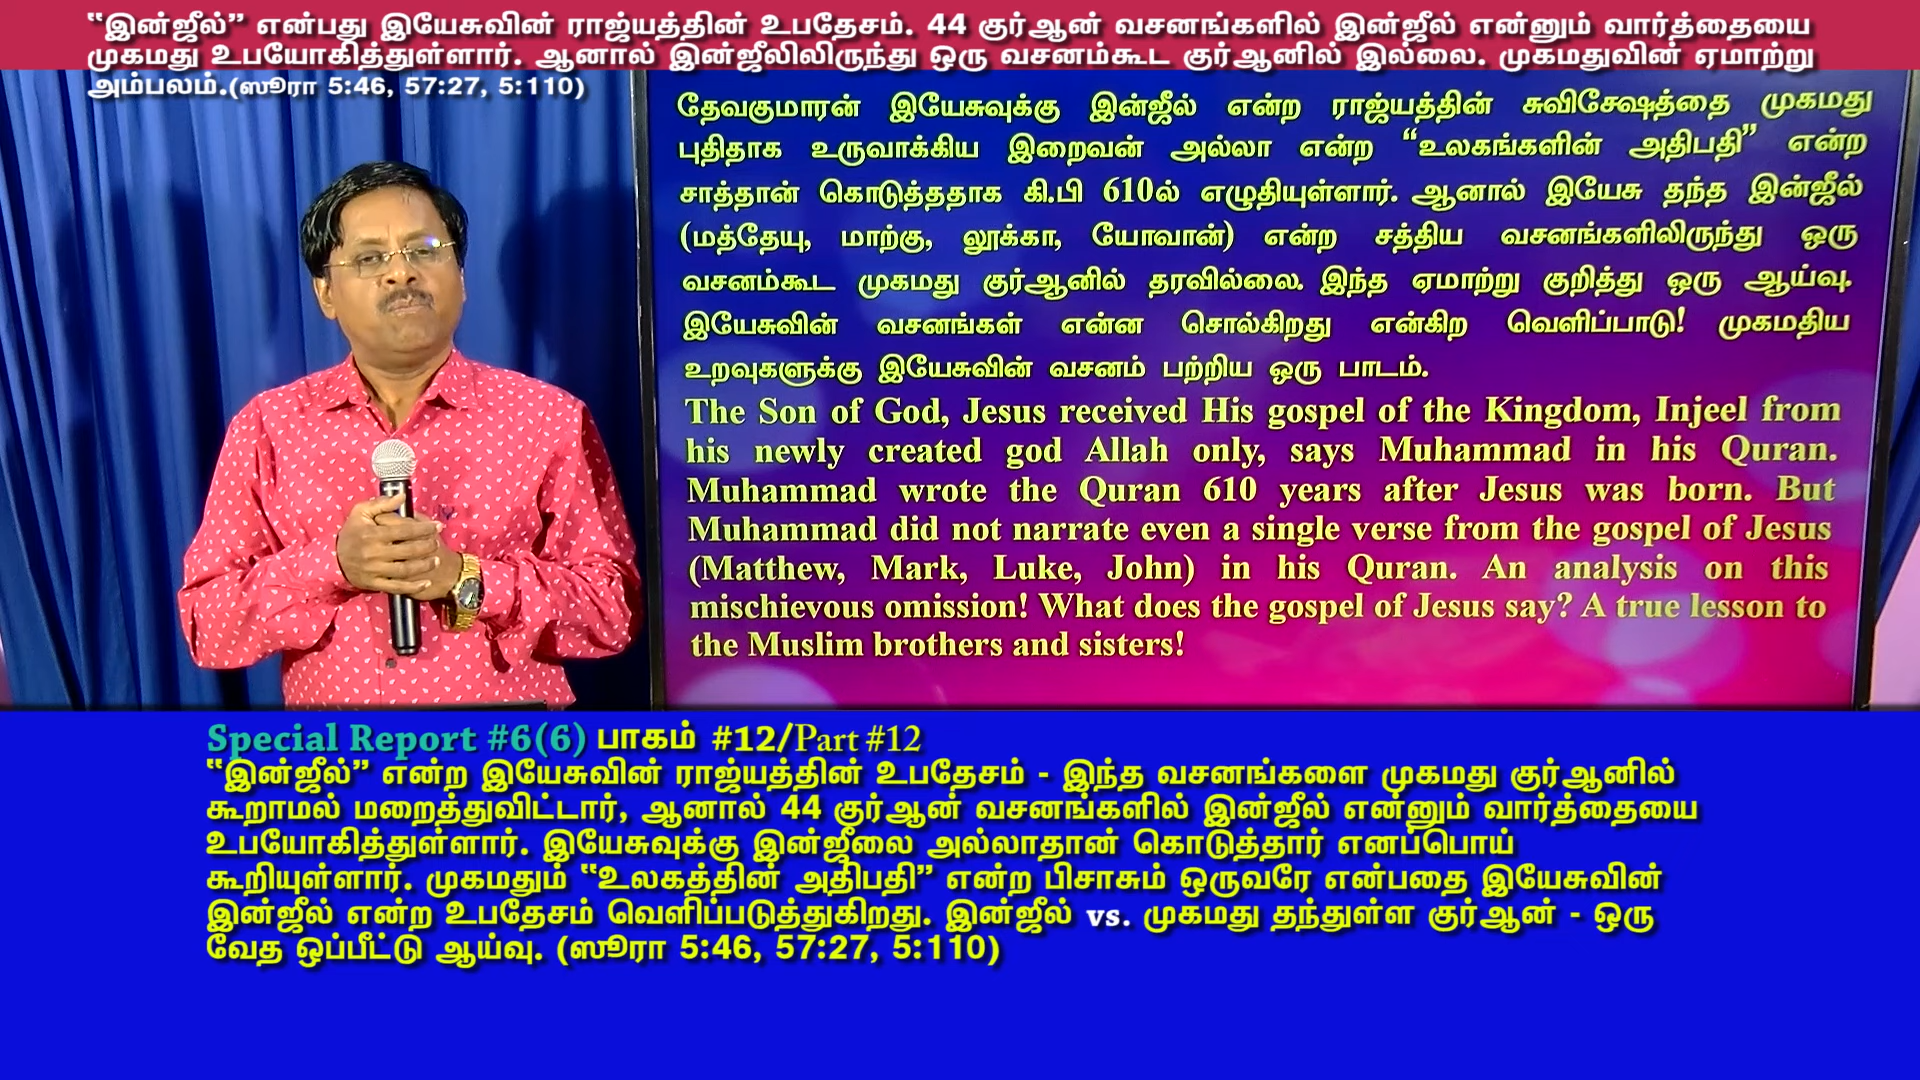 “இன்ஜீல்” என்பது இயேசுவின் ராஜ்யத்தின் உபதேசம். 44 குர்ஆன் வசனங்களில் இன்ஜீல் என்னும் வார்த்தையை
முகமது உபயோகித்துள்ளார். ஆனால் இன்ஜீலிலிருந்து ஒரு வசனம்கூட குர்ஆனில் இல்லை. முகமதுவின் ஏமாற்று
அம்பலம்.(ஸூரா 5:46, 57:27, 5:110)
தேவகுமாரன் இயேசுவுக்கு இன்ஜீல் என்ற ராஜ்யத்தின் சுவிசேஷத்தை முகமது
புதிதாக உருவாக்கிய இறைவன் அல்லா என்ற “உலகங்களின் அதிபதி” என்ற
சாத்தான் கொடுத்ததாக கி.பி 610ல் எழுதியுள்ளார். ஆனால் இயேசு தந்த இன்ஜீல்
(மத்தேயு, மாற்கு, லூக்கா, யோவான்) என்ற சத்திய வசனங்களிலிருந்து ஒரு
வசனம்கூட முகமது குர்ஆனில் தரவில்லை. இந்த ஏமாற்று குறித்து ஒரு ஆய்வு.
இயேசுவின் வசனங்கள் என்ன சொல்கிறது என்கிற வெளிப்பாடு! முகமதிய
உறவுகளுக்கு இயேசுவின் வசனம் பற்றிய ஒரு பாடம்.
The Son of God, Jesus received His gospel of the Kingdom, Injeel from
his newly created god Allah only, says Muhammad in his Quran.
Muhammad wrote the Quran 610 years after Jesus was born. But
Muhammad did not narrate even a single verse from the gospel of Jesus
(Matthew, Mark, Luke, John) in his Quran. An analysis on this
mischievous omission! What does the gospel of Jesus say? A true lesson to
the Muslim brothers and sisters!
Special Report #6(6) பாகம் #12/Part #12
“இன்ஜீல்” என்ற இயேசுவின் ராஜ்யத்தின் உபதேசம் - இந்த வசனங்களை முகமது குர்ஆனில்
கூறாமல் மறைத்துவிட்டார், ஆனால் 44 குர்ஆன் வசனங்களில் இன்ஜீல் என்னும் வார்த்தையை
உபயோகித்துள்ளார். இயேசுவுக்கு இன்ஜீலை அல்லாதான் கொடுத்தார் எனப்பொய்
கூறியுள்ளார். முகமதும் “உலகத்தின் அதிபதி” என்ற பிசாசும் ஒருவரே என்பதை இயேசுவின்
இன்ஜீல் என்ற உபதேசம் வெளிப்படுத்துகிறது. இன்ஜீல் vs. முகமது தந்துள்ள குர்ஆன் - ஒரு
வேத ஒப்பீட்டு ஆய்வு. (ஸூரா 5:46, 57:27, 5:110)